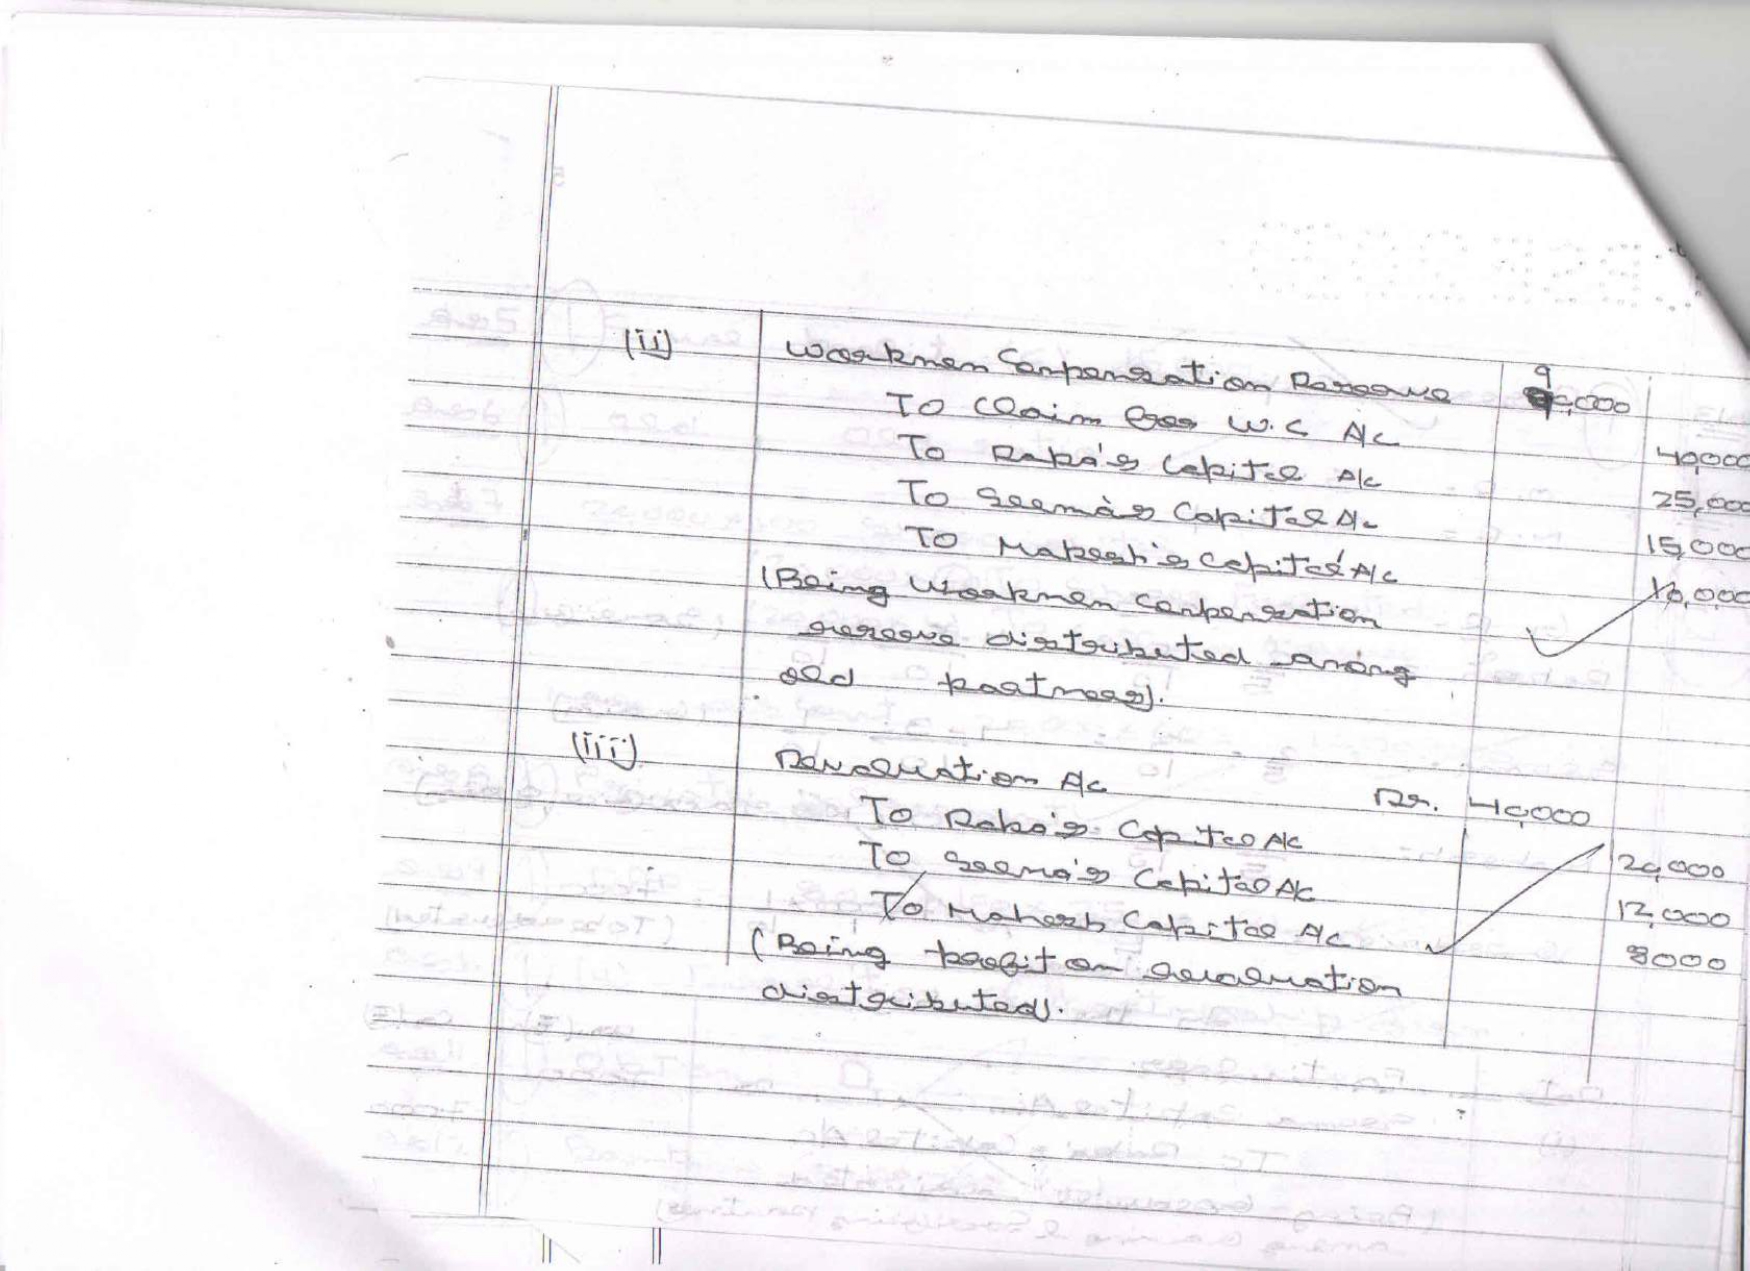 (ii) Workmen Compensation Reserve 90,000
To Claim for W.C A/c 40,000
To Raka's Capital A/c 25,000
To Seema's Capital A/c 15,000
To Mahesh's Capital A/c 10,000
(Being Workmen Compensation
reserve distributed among
old partners).
(iii) Revaluation A/c Dr. 40,000
To Raka's Capital A/c 20,000
To Seema's Capital A/c 12,000
To Mahesh Capital A/c 8000
(Being profit on revaluation
distributed).